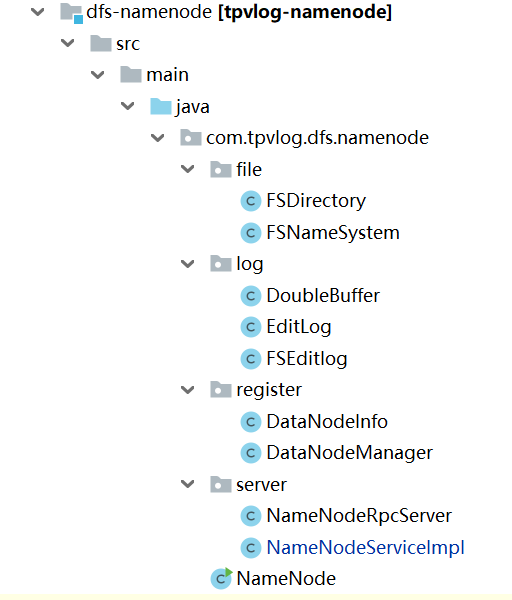 dfs-namenode [tpvlog-namenode]
src
main
java
com.tpvlog.dfs.namenode
file
FSDirectory
FSNameSystem
log
DoubleBuffer
EditLog
FSEditlog
register
DataNodeInfo
DataNodeManager
server
NameNodeRpcServer
NameNodeServiceImpl
NameNode